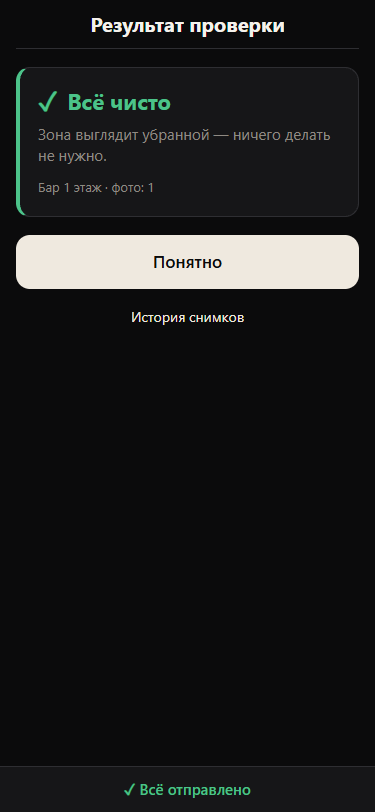 Результат проверки
✓ Всё чисто
Зона выглядит убранной — ничего делать
не нужно.
Бар 1 этаж · фото: 1
Понятно
История снимков
✓ Всё отправлено